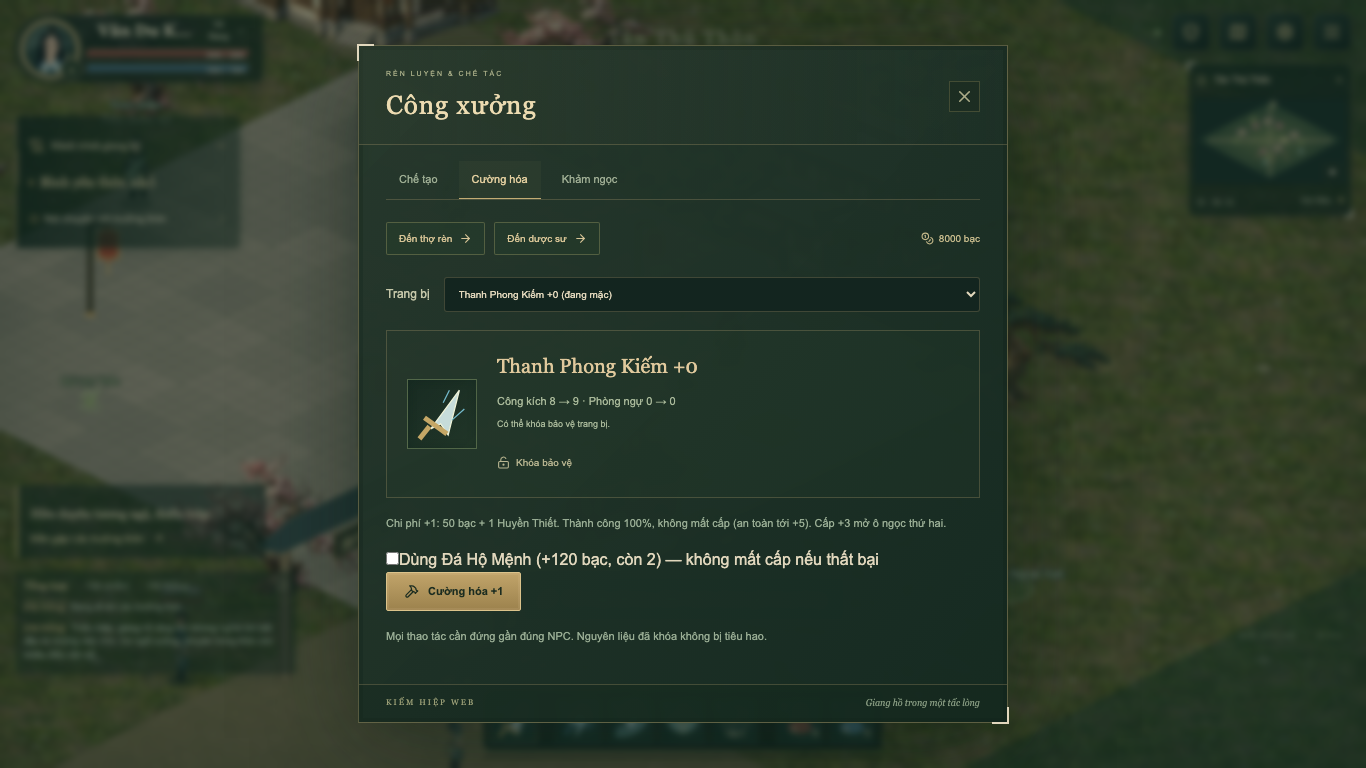 RÈN LUYỆN & CHẾ TÁC
Công xưởng
Chế tạo
Cường hóa
Khảm ngọc
Đến thợ rèn →
Đến dược sư →
8000 bạc
Trang bị
Thanh Phong Kiếm +0 (đang mặc)
Thanh Phong Kiếm +0
Công kích 8 → 9 · Phòng ngự 0 → 0
Có thể khóa bảo vệ trang bị.
Khóa bảo vệ
Chi phí +1: 50 bạc + 1 Huyền Thiết. Thành công 100%, không mất cấp (an toàn tới +5). Cấp +3 mở ô ngọc thứ hai.
Dùng Đá Hộ Mệnh (+120 bạc, còn 2) — không mất cấp nếu thất bại
Cường hóa +1
Mọi thao tác cần đứng gần đúng NPC. Nguyên liệu đã khóa không bị tiêu hao.
KIẾM HIỆP WEB
Giang hồ trong một tấc lòng